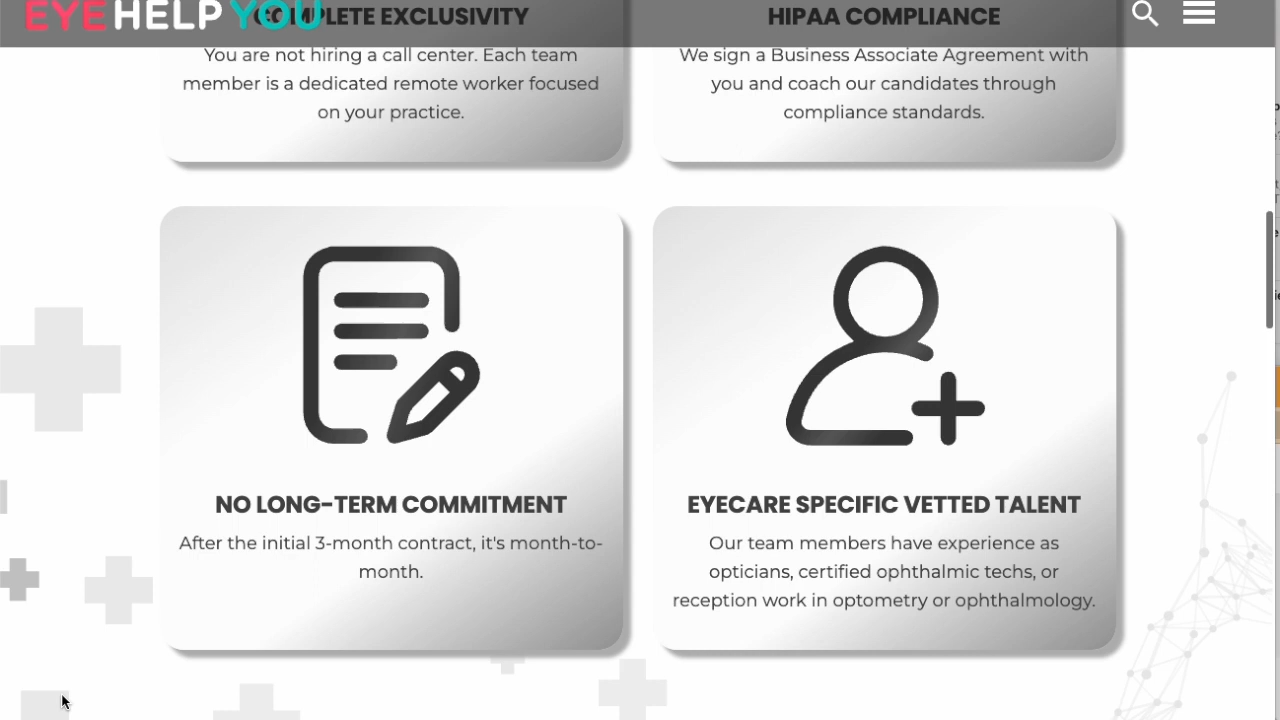 EYEHELP YOU
COMPLETE EXCLUSIVITY
HIPAA COMPLIANCE
You are not hiring a call center. Each team
member is a dedicated remote worker focused
on your practice.
We sign a Business Associate Agreement with
you and coach our candidates through
compliance standards.
NO LONG-TERM COMMITMENT
After the initial 3-month contract, it's month-to-
month.
EYECARE SPECIFIC VETTED TALENT
Our team members have experience as
opticians, certified ophthalmic techs, or
reception work in optometry or ophthalmology.